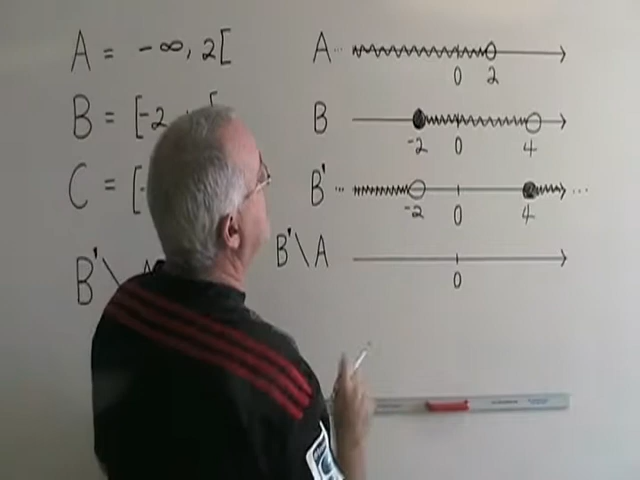 A = -∞, 2[
B = [-2
C = [-
B'\
A ...
0 2
B
-2 0 4
B' ... ...
-2 0 4
B'\A
0